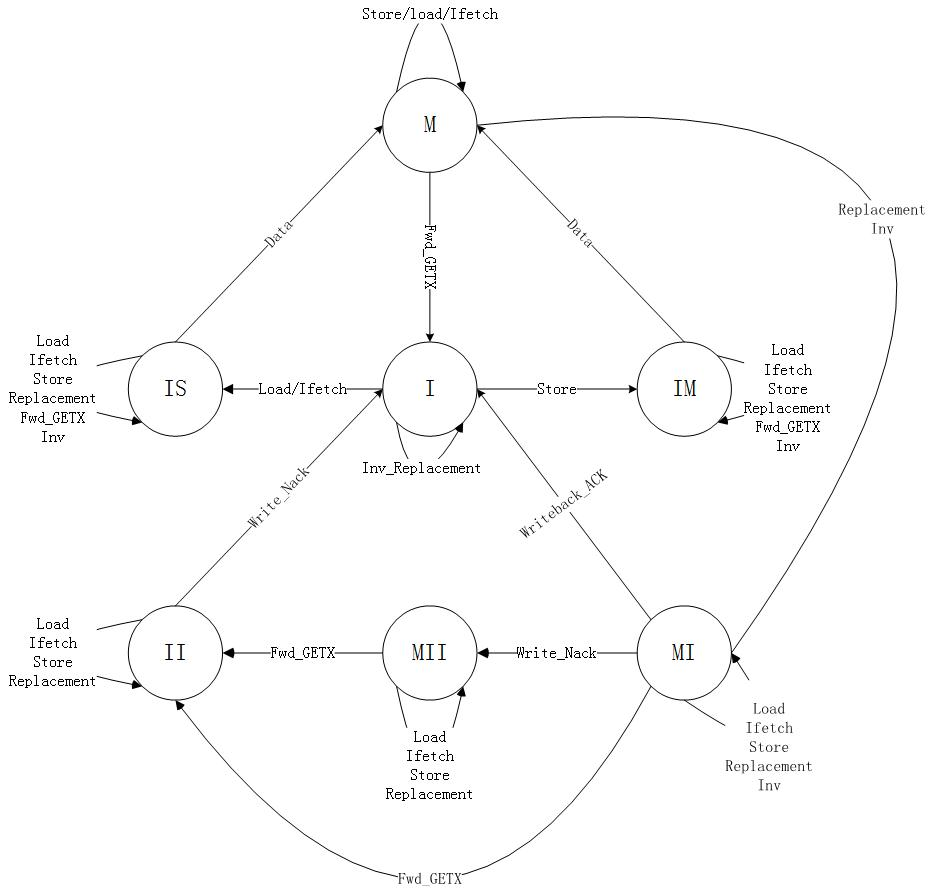 Store/load/Ifetch
M
Replacement
Inv
Data
Fwd_GETX
Data
Load
Ifetch
Store
Replacement
Fwd_GETX
Inv
IS
Load/Ifetch
I
Store
IM
Load
Ifetch
Store
Replacement
Fwd_GETX
Inv
Inv_Replacement
Write_Nack
Writeback_ACK
Load
Ifetch
Store
Replacement
II
Fwd_GETX
MII
Write_Nack
MI
Load
Ifetch
Store
Replacement
Load
Ifetch
Store
Replacement
Inv
Fwd_GETX